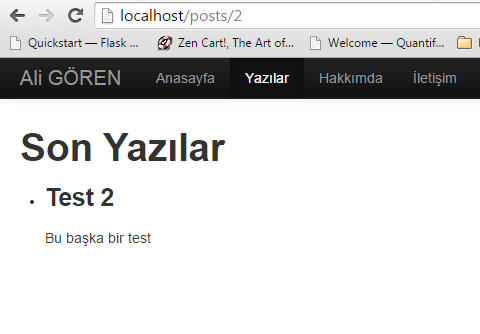 localhost/posts/2
Quickstart — Flask ... Zen Cart!, The Art of... Welcome — Quantif...
Ali GÖREN Anasayfa Yazılar Hakkımda İletişim
Son Yazılar
Test 2
Bu başka bir test